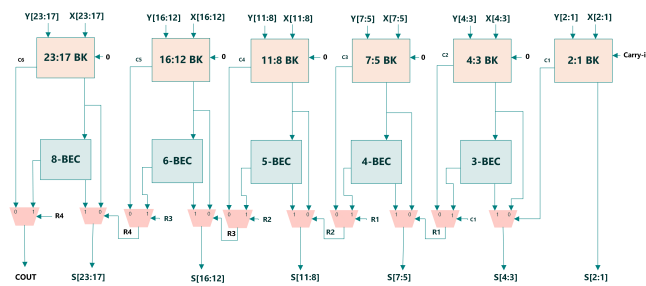 Y[23:17] X[23:17] Y[16:12] X[16:12] Y[11:8] X[11:8] Y[7:5] X[7:5] Y[4:3] X[4:3] Y[2:1] X[2:1]
23:17 BK 0 16:12 BK 0 11:8 BK 0 7:5 BK 0 4:3 BK 0 2:1 BK Carry-i
C6 C5 C4 C3 C2 C1
8-BEC 6-BEC 5-BEC 4-BEC 3-BEC
0 1 R4 1 0 0 1 R3 1 0 0 1 R2 1 0 0 1 R1 1 0 0 1 C1 1 0
R4 R3 R2 R1
COUT S[23:17] S[16:12] S[11:8] S[7:5] S[4:3] S[2:1]